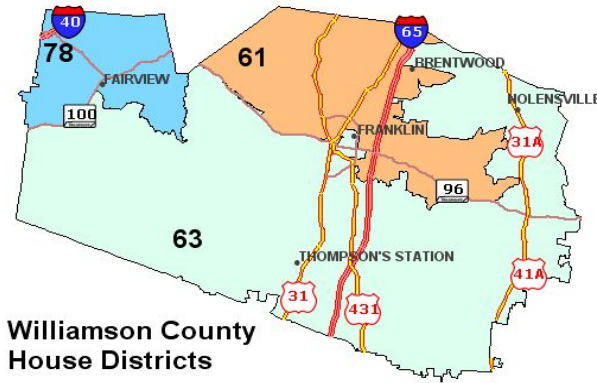 40
65
78
61
BRENTWOOD
FAIRVIEW
NOLENSVILLE
100
FRANKLIN
31A
96
63
THOMPSON'S STATION
41A
31
431
Williamson County
House Districts